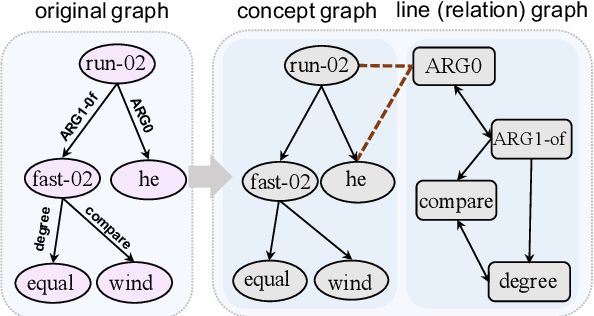 original graph
concept graph
line (relation) graph
run-02
ARG1-0f
ARG0
fast-02
he
degree
compare
equal
wind
run-02
fast-02
he
equal
wind
ARG0
ARG1-of
compare
degree